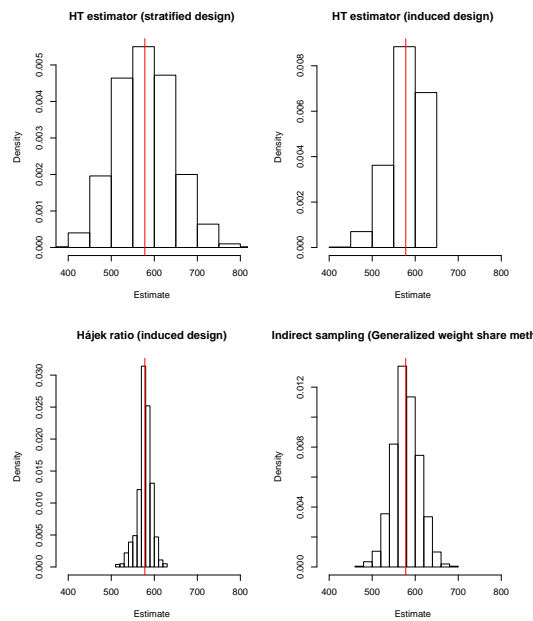 HT estimator (stratified design)
Density
0.000 0.001 0.002 0.003 0.004 0.005
400 500 600 700 800
Estimate
HT estimator (induced design)
Density
0.000 0.002 0.004 0.006 0.008
400 500 600 700 800
Estimate
Hájek ratio (induced design)
Density
0.000 0.005 0.010 0.015 0.020 0.025 0.030
400 500 600 700 800
Estimate
Indirect sampling (Generalized weight share meth
Density
0.000 0.004 0.008 0.012
400 500 600 700 800
Estimate